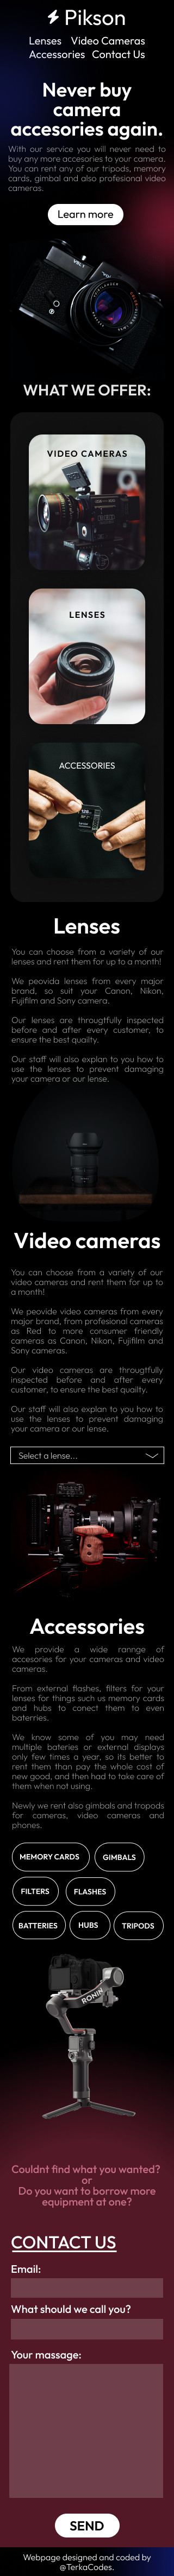 Pikson
Lenses Video Cameras
Accessories Contact Us
Never buy
camera
accesories again.
With our service you will never need to
buy any more accesories to your camera.
You can rent any of our tripods, memory
cards, gimbal and also profesional video
cameras.
Learn more
WHAT WE OFFER:
VIDEO CAMERAS
LENSES
ACCESSORIES
Lenses
You can choose from a variety of our
lenses and rent them for up to a month!
We peovida lenses from every major
brand, so suit your Canon, Nikon,
Fujifilm and Sony camera.
Our lenses are througtfully inspected
before and after every customer, to
ensure the best quailty.
Our staff will also explan to you how to
use the lenses to prevent damaging
your camera or our lense.
Video cameras
You can choose from a variety of our
video cameras and rent them for up to
a month!
We peovide video cameras from every
major brand, from profesional cameras
as Red to more consumer friendly
cameras as Canon, Nikon, Fujifilm and
Sony cameras.
Our video cameras are througtfully
inspected before and after every
customer, to ensure the best quailty.
Our staff will also explan to you how to
use the lenses to prevent damaging
your camera or our lense.
Select a lense...
Accessories
We provide a wide rannge of
accesories for your cameras and video
cameras.
From external flashes, filters for your
lenses for things such us memory cards
and hubs to conect them to even
baterries.
We know some of you may need
multiple bateries or external displays
only few times a year, so its better to
rent them than pay the whole cost of
new good, and then had to take care of
them when not using.
Newly we rent also gimbals and tropods
for cameras, video cameras and
phones.
MEMORY CARDS
GIMBALS
FILTERS
FLASHES
BATTERIES
HUBS
TRIPODS
RONIN
Couldnt find what you wanted?
or
Do you want to borrow more
equipment at one?
CONTACT US
Email:
What should we call you?
Your massage:
SEND
Webpage designed and coded by
@TerkaCodes.